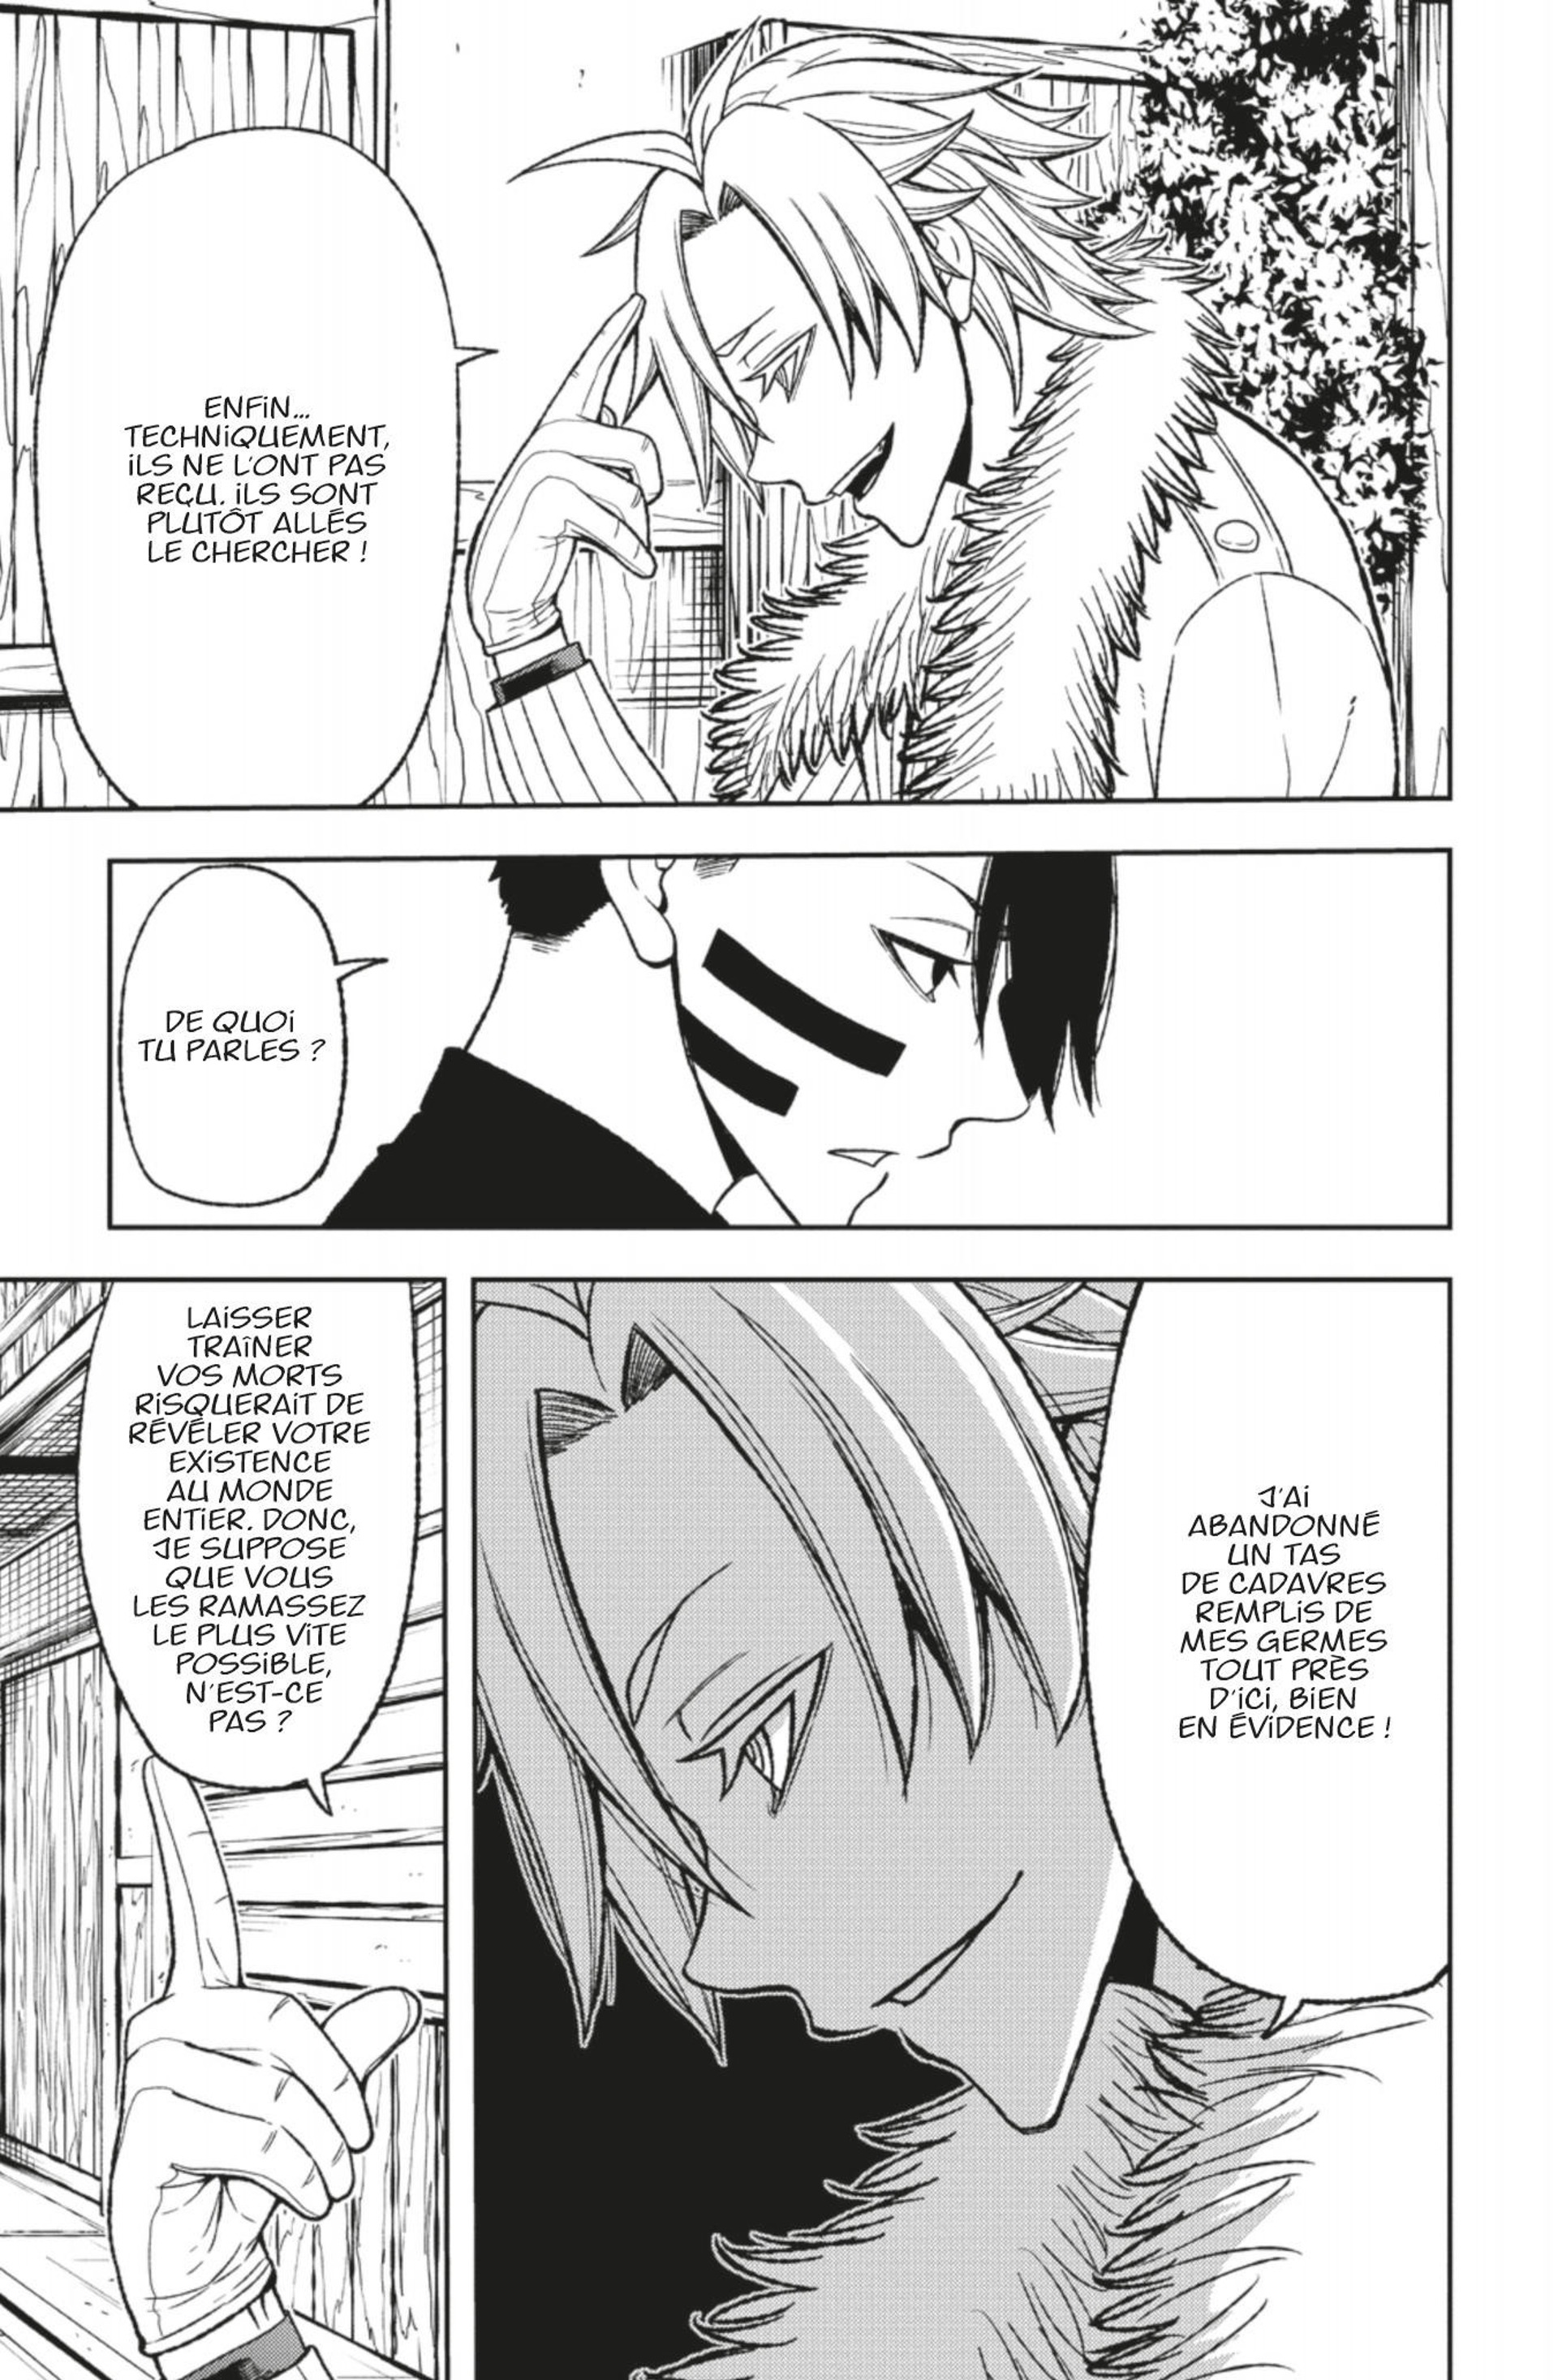 ENFIN...
TECHNIQUEMENT,
ILS NE L'ONT PAS
REÇU. ILS SONT
PLUTÔT ALLÉS
LE CHERCHER !
DE QUOI
TU PARLES ?
J'AI
ABANDONNÉ
UN TAS
DE CADAVRES
REMPLIS DE
MES GERMES
TOUT PRÈS
D'ICI, BIEN
EN ÉVIDENCE !
LAISSER
TRAÎNER
VOS MORTS
RISQUERAIT DE
RÉVÉLER VOTRE
EXISTENCE
AU MONDE
ENTIER. DONC,
JE SUPPOSE
QUE VOUS
LES RAMASSEZ
LE PLUS VITE
POSSIBLE,
N'EST-CE
PAS ?